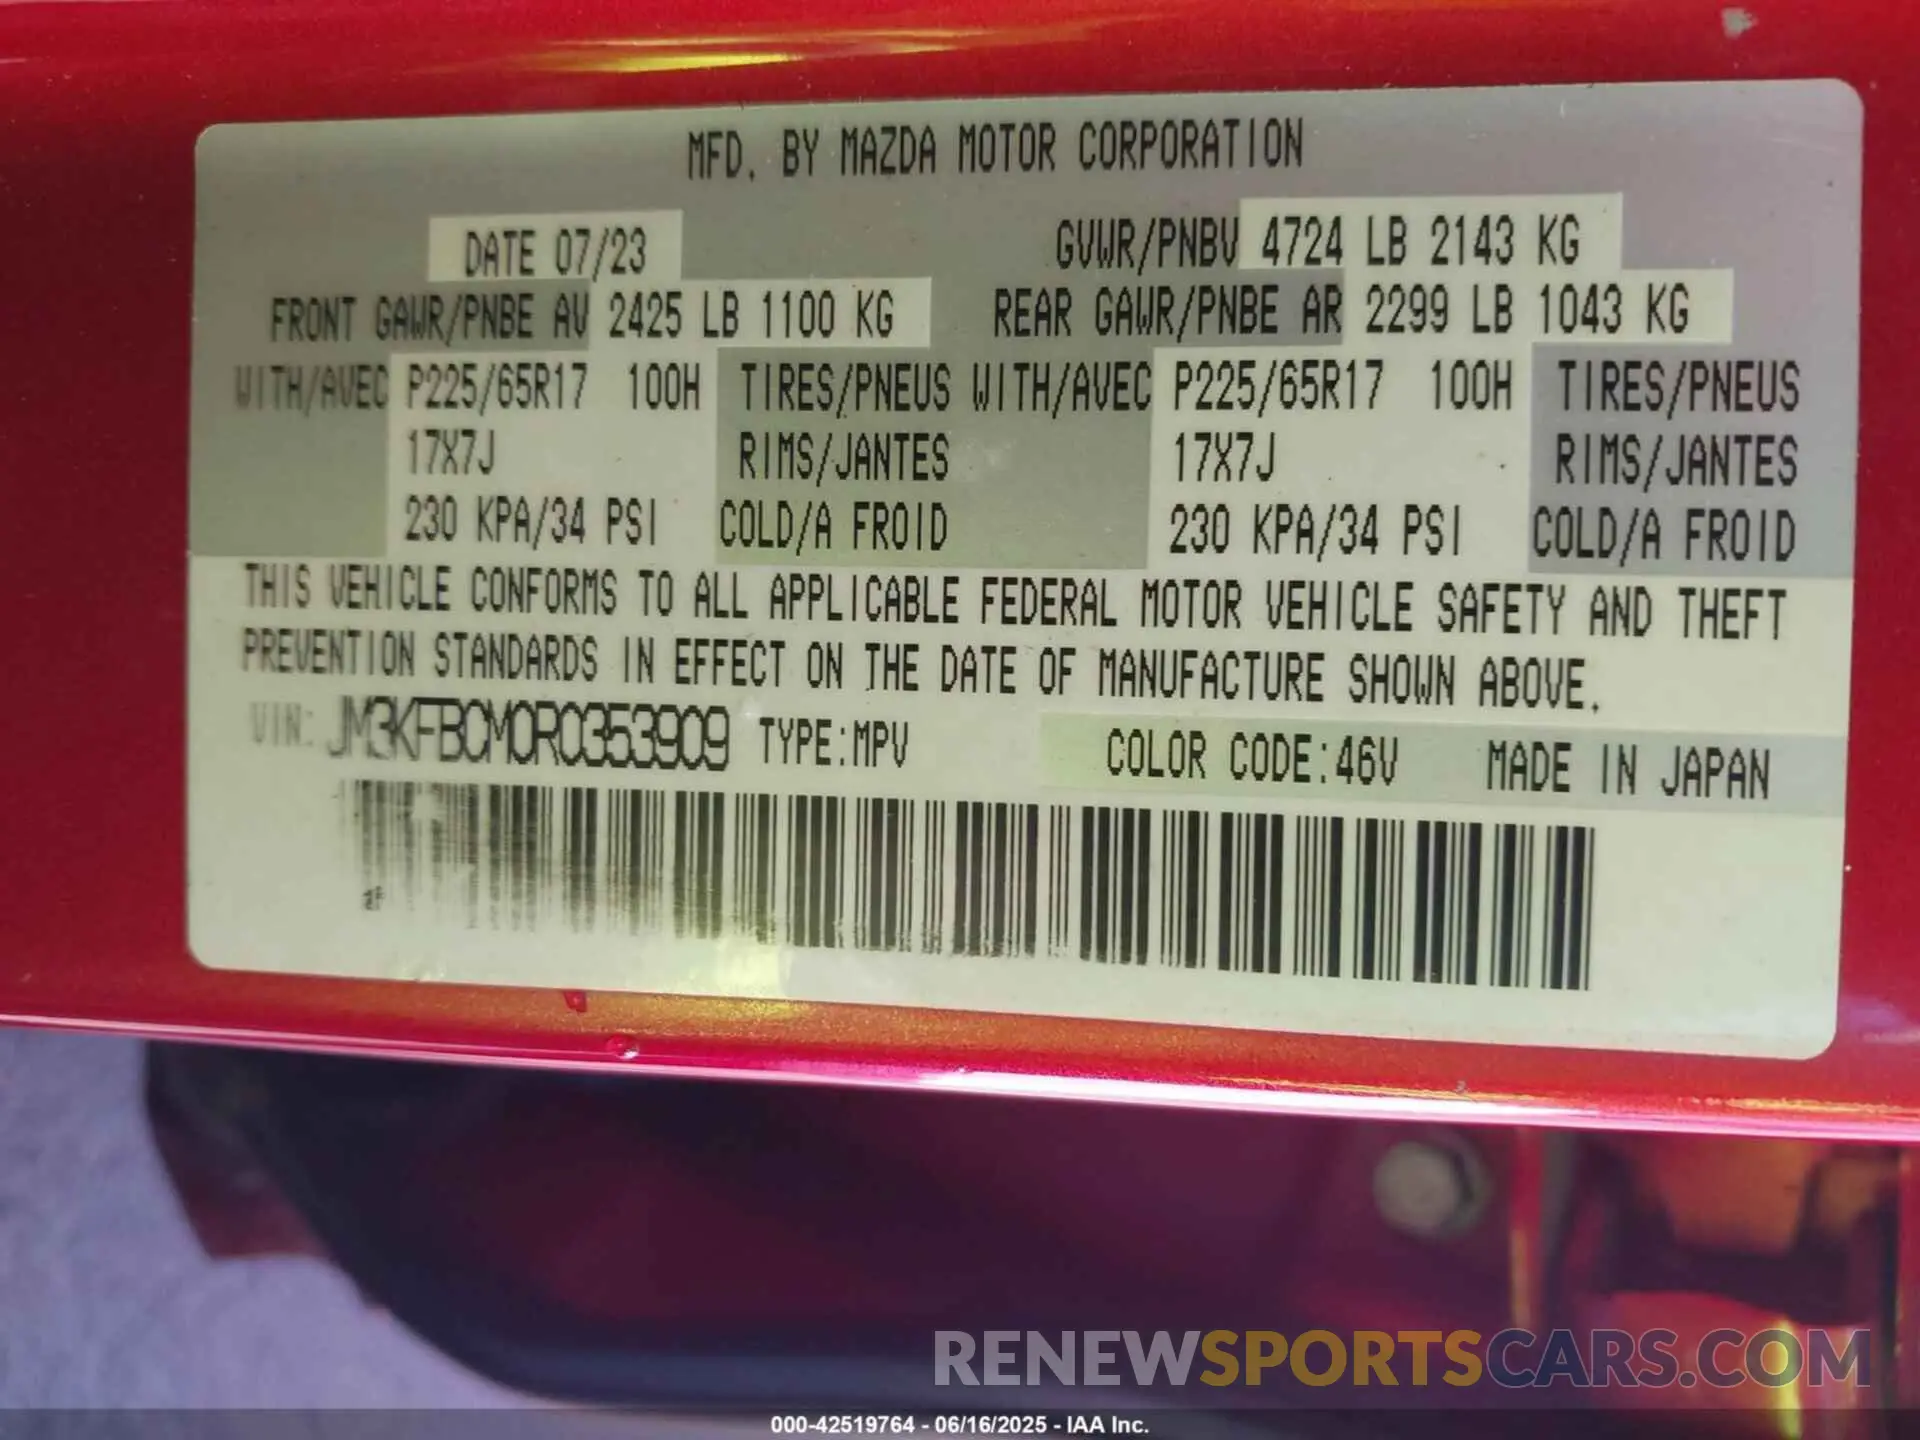 MFD. BY MAZDA MOTOR CORPORATION
DATE 07/23 GVWR/PNBV 4724 LB 2143 KG
FRONT GAWR/PNBE AV 2425 LB 1100 KG REAR GAWR/PNBE AR 2299 LB 1043 KG
WITH/AVEC P225/65R17 100H TIRES/PNEUS WITH/AVEC P225/65R17 100H TIRES/PNEUS
17X7J RIMS/JANTES 17X7J RIMS/JANTES
230 KPA/34 PSI COLD/A FROID 230 KPA/34 PSI COLD/A FROID
THIS VEHICLE CONFORMS TO ALL APPLICABLE FEDERAL MOTOR VEHICLE SAFETY AND THEFT
PREVENTION STANDARDS IN EFFECT ON THE DATE OF MANUFACTURE SHOWN ABOVE.
VIN: JM3KFBCM0R0353909 TYPE:MPV COLOR CODE:46V MADE IN JAPAN
RENEWSPORTSCARS.COM
000-42519764 - 06/16/2025 - IAA Inc.